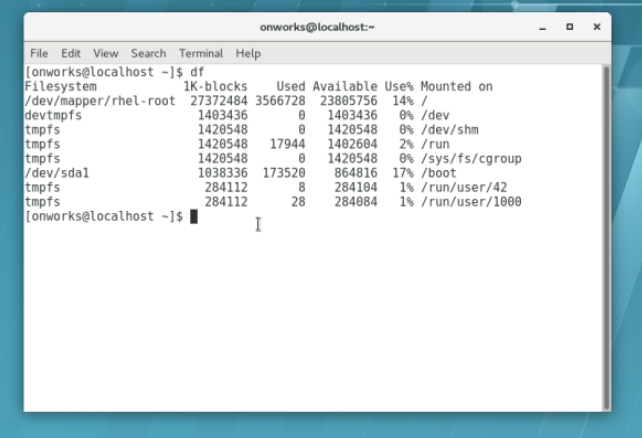 onworks@localhost:~
File Edit View Search Terminal Help
[onworks@localhost ~]$ df
Filesystem 1K-blocks Used Available Use% Mounted on
/dev/mapper/rhel-root 27372484 3566728 23805756 14% /
devtmpfs 1403436 0 1403436 0% /dev
tmpfs 1420548 0 1420548 0% /dev/shm
tmpfs 1420548 17944 1402604 2% /run
tmpfs 1420548 0 1420548 0% /sys/fs/cgroup
/dev/sda1 1038336 173520 864816 17% /boot
tmpfs 284112 8 284104 1% /run/user/42
tmpfs 284112 28 284084 1% /run/user/1000
[onworks@localhost ~]$